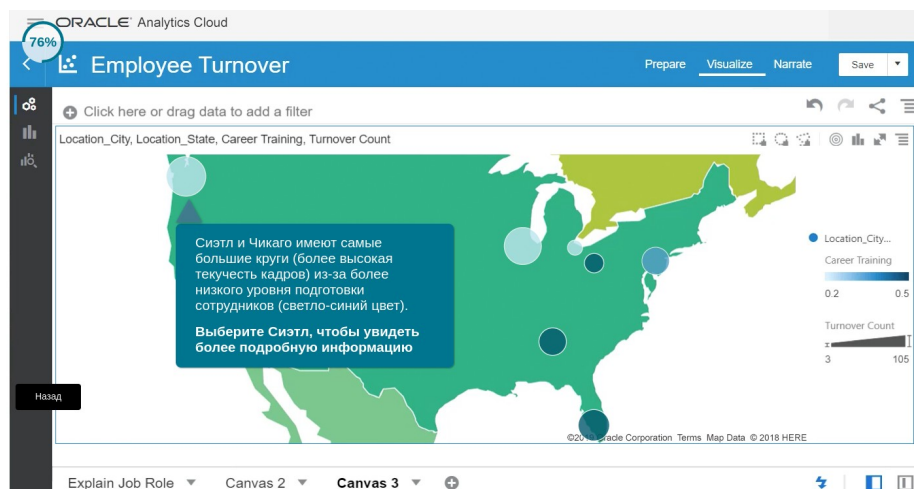 ORACLE Analytics Cloud
76%
Employee Turnover
Prepare Visualize Narrate Save
Click here or drag data to add a filter
Location_City, Location_State, Career Training, Turnover Count
Сиэтл и Чикаго имеют самые
большие круги (более высокая
текучесть кадров) из-за более
низкого уровня подготовки
сотрудников (светло-синий цвет).
Выберите Сиэтл, чтобы увидеть
более подробную информацию
Location_City...
Career Training
0.2 0.5
Turnover Count
3 105
Назад
Corporation Terms Map Data © 2018 HERE
Explain Job Role Canvas 2 Canvas 3